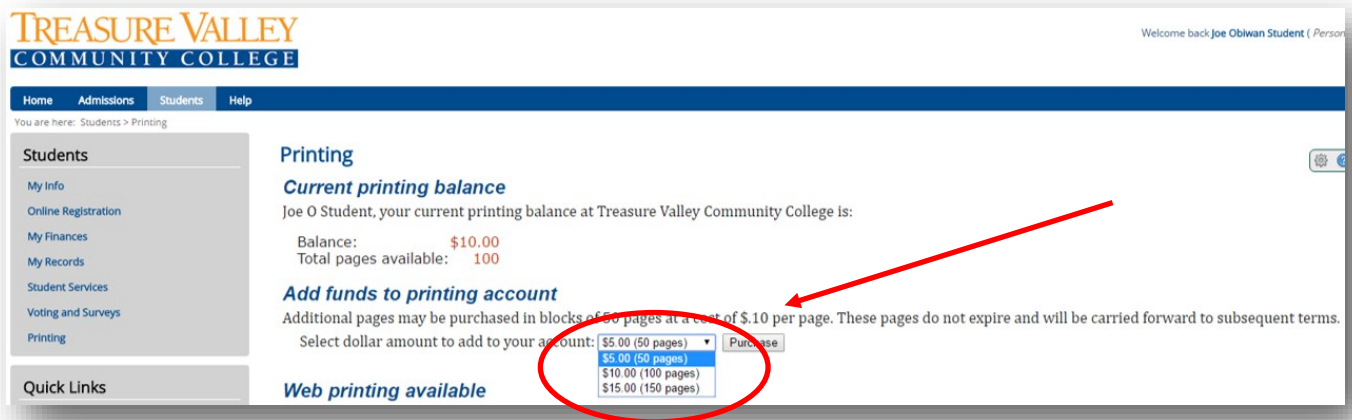 TREASURE VALLEY
COMMUNITY COLLEGE
Welcome back Joe Obiwan Student ( Person
Home Admissions Students Help
You are here: Students > Printing
Students
My Info
Online Registration
My Finances
My Records
Student Services
Voting and Surveys
Printing
Quick Links
Printing
Current printing balance
Joe O Student, your current printing balance at Treasure Valley Community College is:
Balance: $10.00
Total pages available: 100
Add funds to printing account
Additional pages may be purchased in blocks of 50 pages at a cost of $.10 per page. These pages do not expire and will be carried forward to subsequent terms.
Select dollar amount to add to your account: $5.00 (50 pages) Purchase
$5.00 (50 pages)
$10.00 (100 pages)
$15.00 (150 pages)
Web printing available